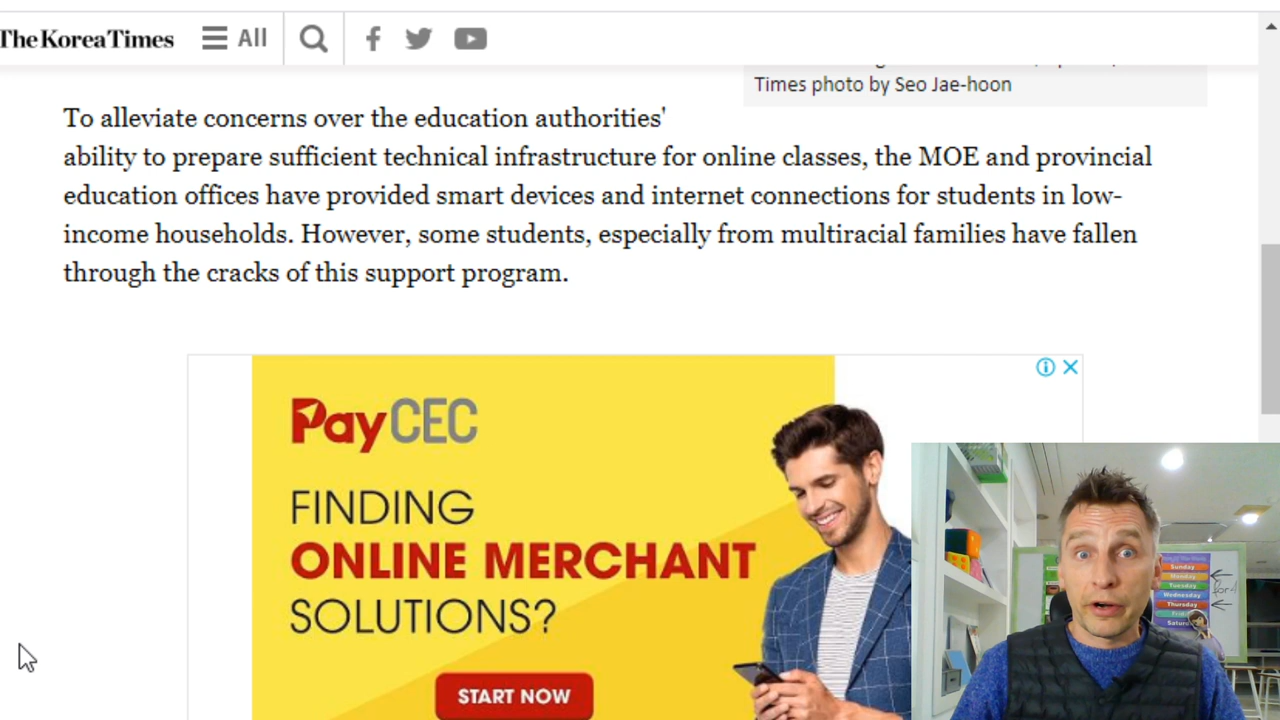 The Korea Times
All
Times photo by Seo Jae-hoon
To alleviate concerns over the education authorities'
ability to prepare sufficient technical infrastructure for online classes, the MOE and provincial
education offices have provided smart devices and internet connections for students in low-
income households. However, some students, especially from multiracial families have fallen
through the cracks of this support program.
PayCEC
FINDING
ONLINE MERCHANT
SOLUTIONS?
START NOW
Sunday
Monday
Tuesday
Wednesday
Thursday